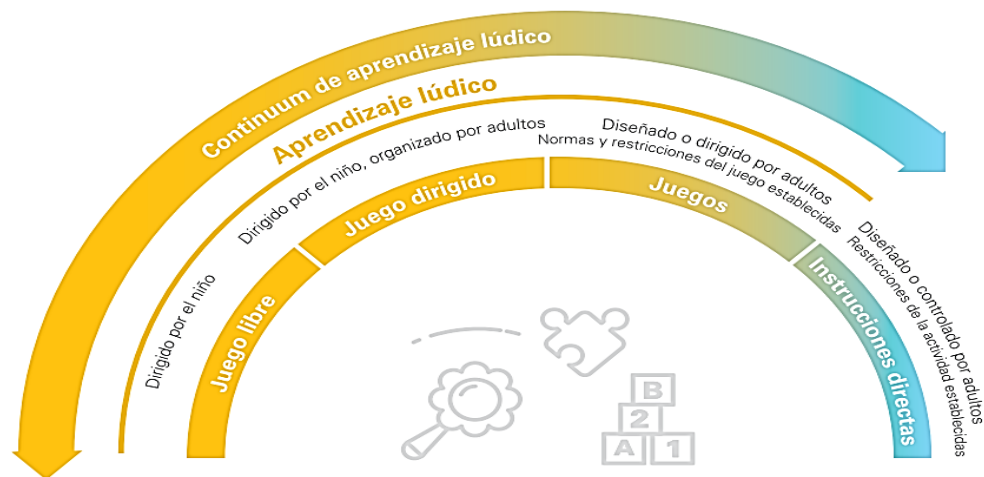 Continuum de aprendizaje lúdico
Aprendizaje lúdico
Dirigido por el niño
Juego libre
Dirigido por el niño, organizado por adultos
Juego dirigido
Diseñado o dirigido por adultos
Normas y restricciones del juego establecidas
Juegos
Diseñado o controlado por adultos
Restricciones de la actividad establecidas
Instrucciones directas
B
2
A 1